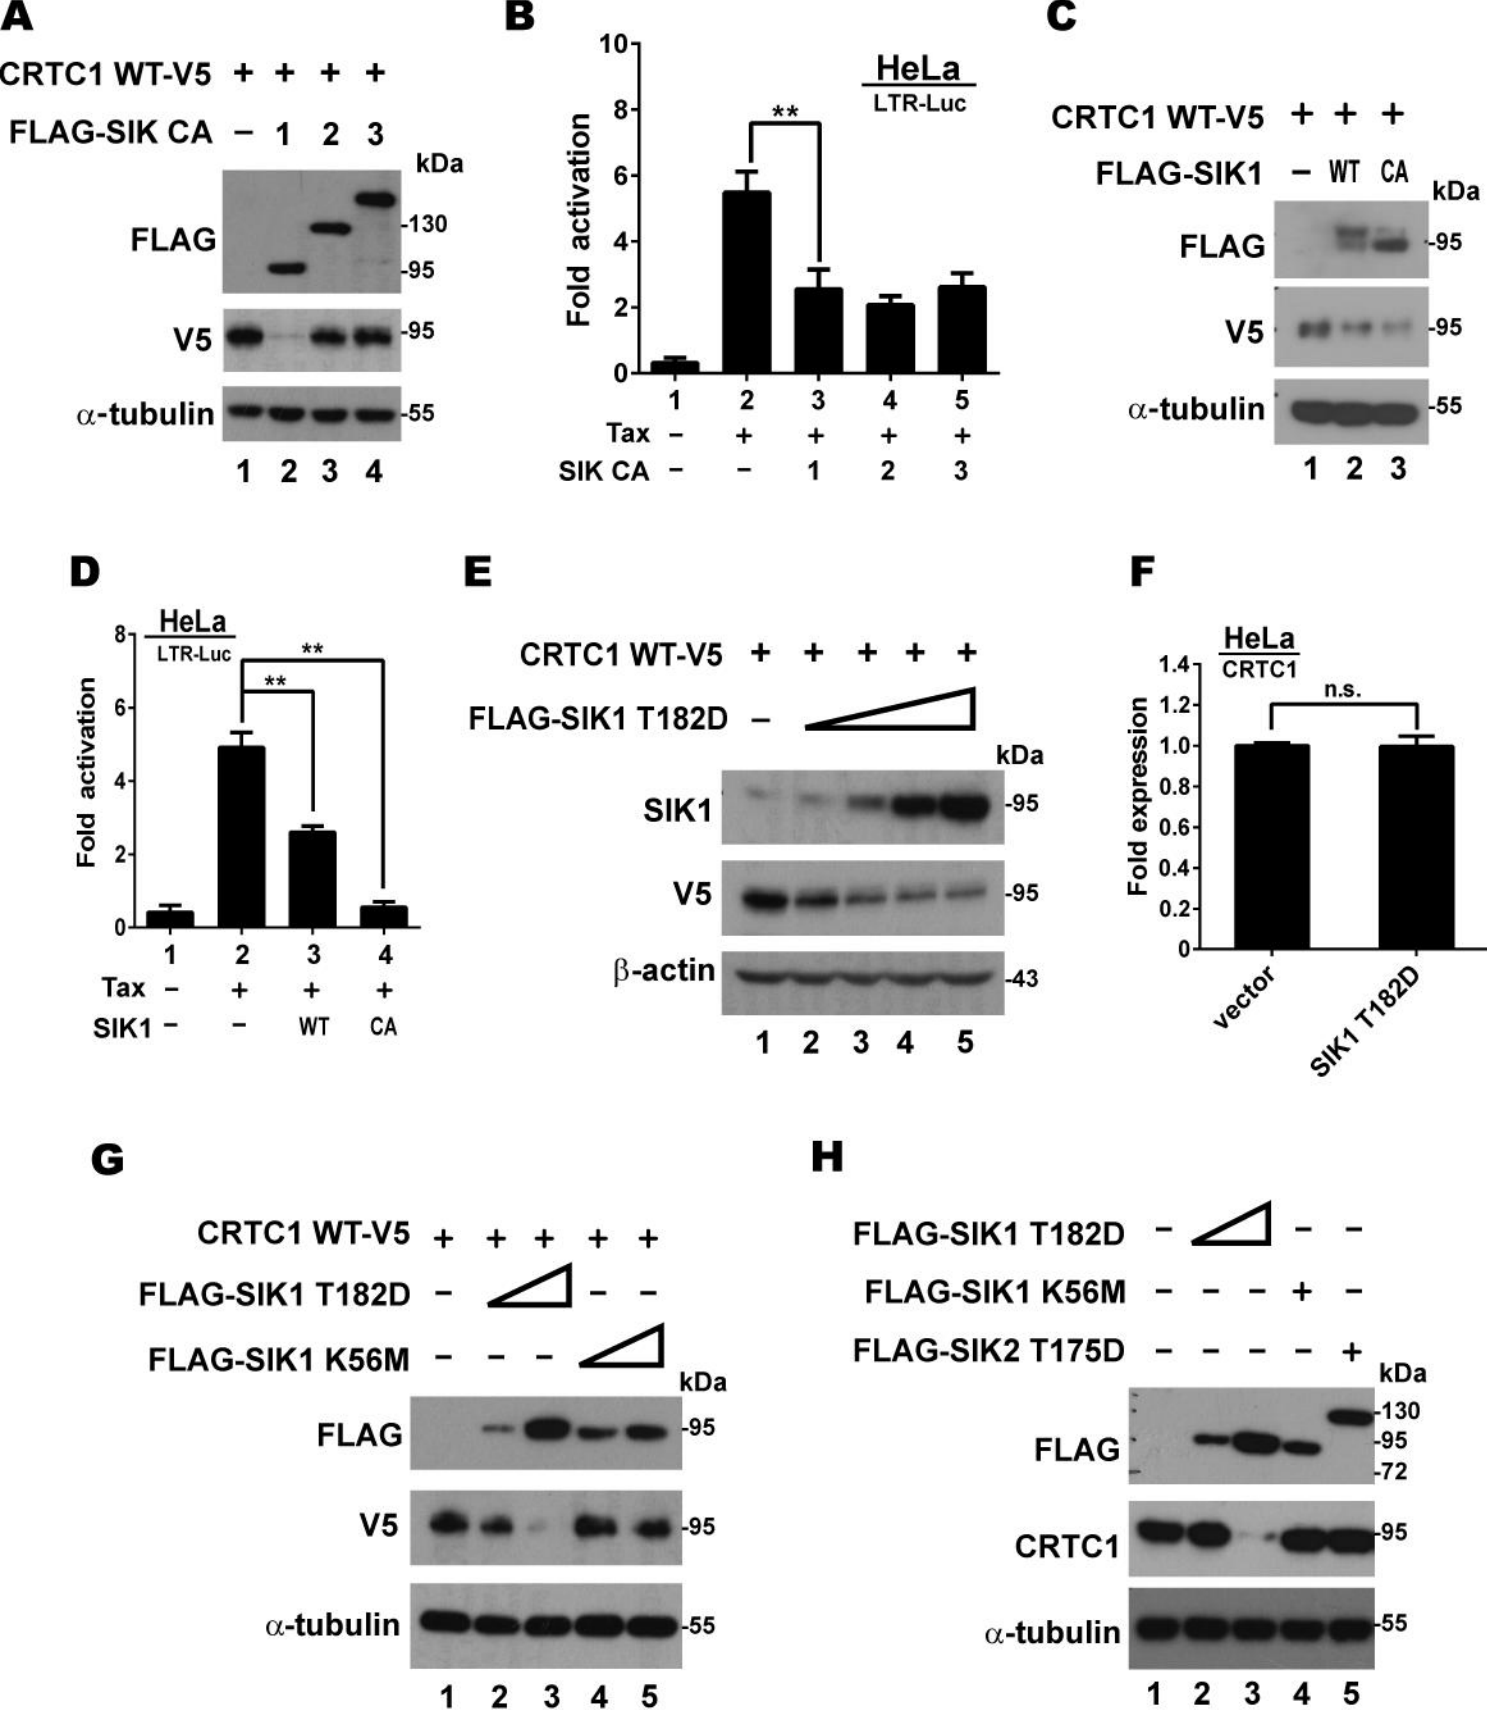 A
CRTC1 WT-V5 + + + +
FLAG-SIK CA − 1 2 3
kDa
FLAG
-130
-95
V5
-95
α-tubulin
-55
1 2 3 4
B
HeLa
LTR-Luc
Fold activation
10
8
6
4
2
0
**
1 2 3 4 5
Tax − + + + +
SIK CA − − 1 2 3
C
CRTC1 WT-V5 + + +
FLAG-SIK1 − WT CA
kDa
FLAG
-95
V5
-95
α-tubulin
-55
1 2 3
D
HeLa
LTR-Luc
Fold activation
8
6
4
2
0
**
**
1 2 3 4
Tax − + + +
SIK1 − − WT CA
E
CRTC1 WT-V5 + + + + +
FLAG-SIK1 T182D −
kDa
SIK1
-95
V5
-95
β-actin
-43
1 2 3 4 5
F
HeLa
CRTC1
Fold expression
1.4
1.2
1.0
0.8
0.6
0.4
0.2
0
n.s.
vector
SIK1 T182D
G
CRTC1 WT-V5 + + + + +
FLAG-SIK1 T182D − − −
FLAG-SIK1 K56M − − −
kDa
FLAG
-95
V5
-95
α-tubulin
-55
1 2 3 4 5
H
FLAG-SIK1 T182D − − −
FLAG-SIK1 K56M − − − + −
FLAG-SIK2 T175D − − − − +
kDa
FLAG
-130
-95
-72
CRTC1
-95
α-tubulin
-55
1 2 3 4 5